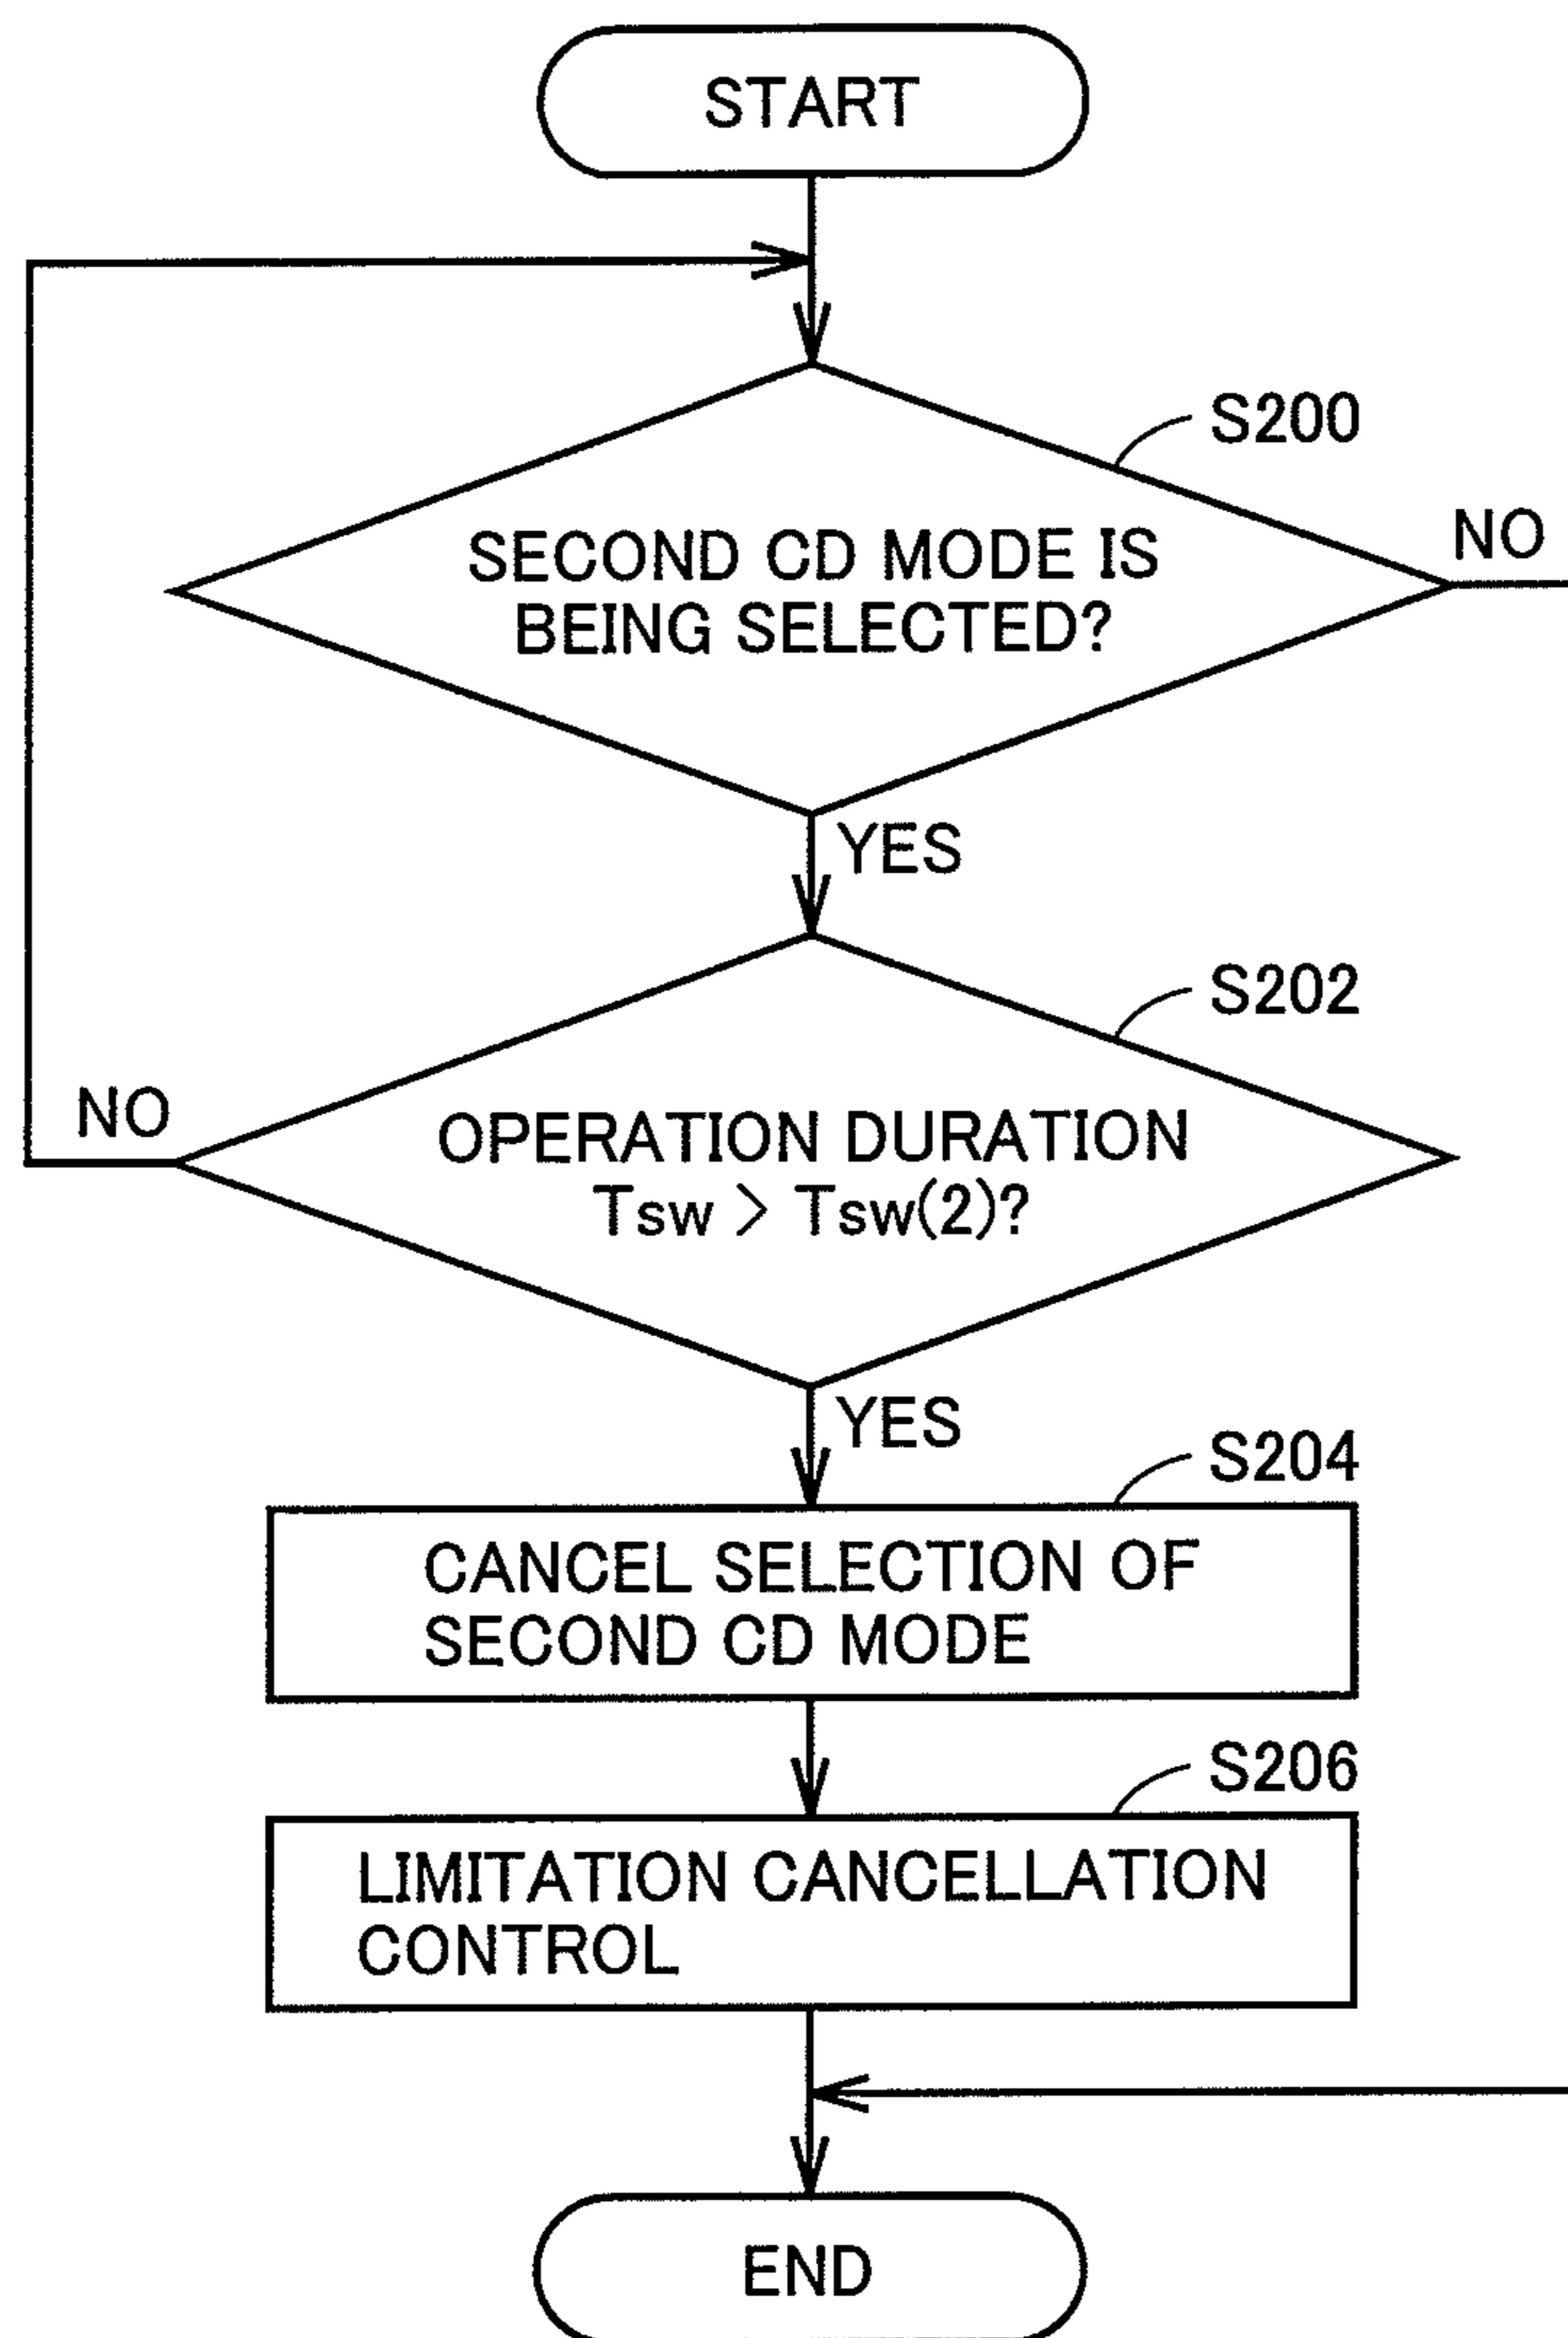 START
S200
NO
SECOND CD MODE IS
BEING SELECTED?
YES
S202
NO
OPERATION DURATION
Tsw > Tsw(2)?
YES
S204
CANCEL SELECTION OF
SECOND CD MODE
S206
LIMITATION CANCELLATION
CONTROL
END